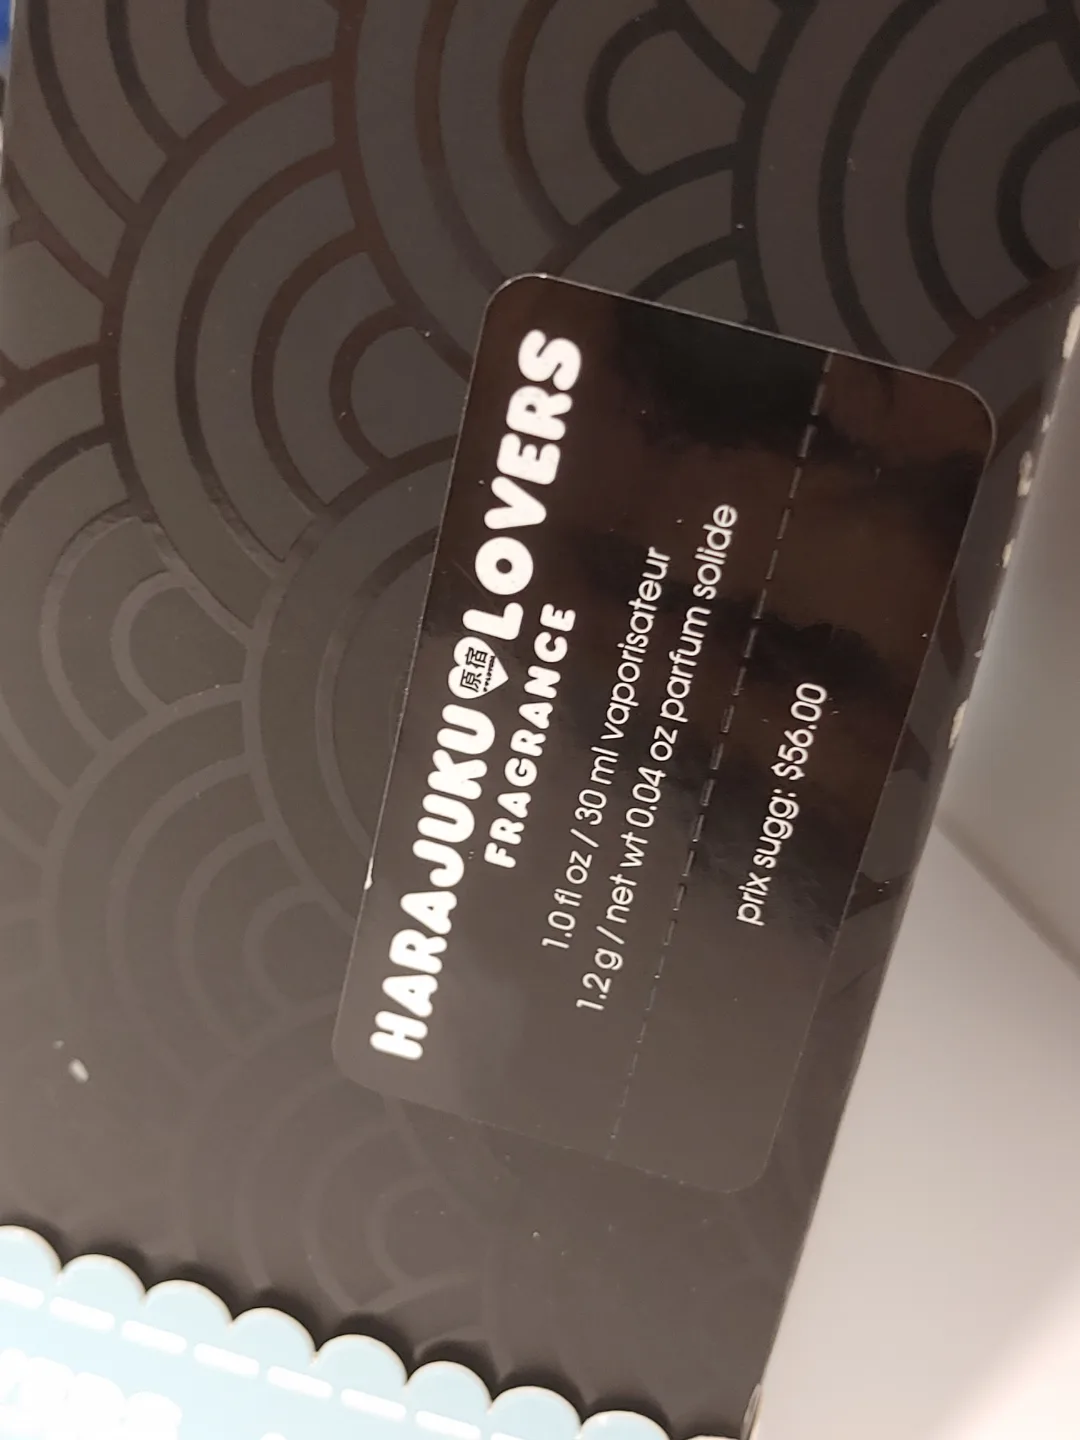 HARAJUKU 原宿 LOVERS
FRAGRANCE
1.0 fl oz / 30 ml vaporisateur
1.2 g / net wt 0.04 oz parfum solide
prix sugg: $56.00